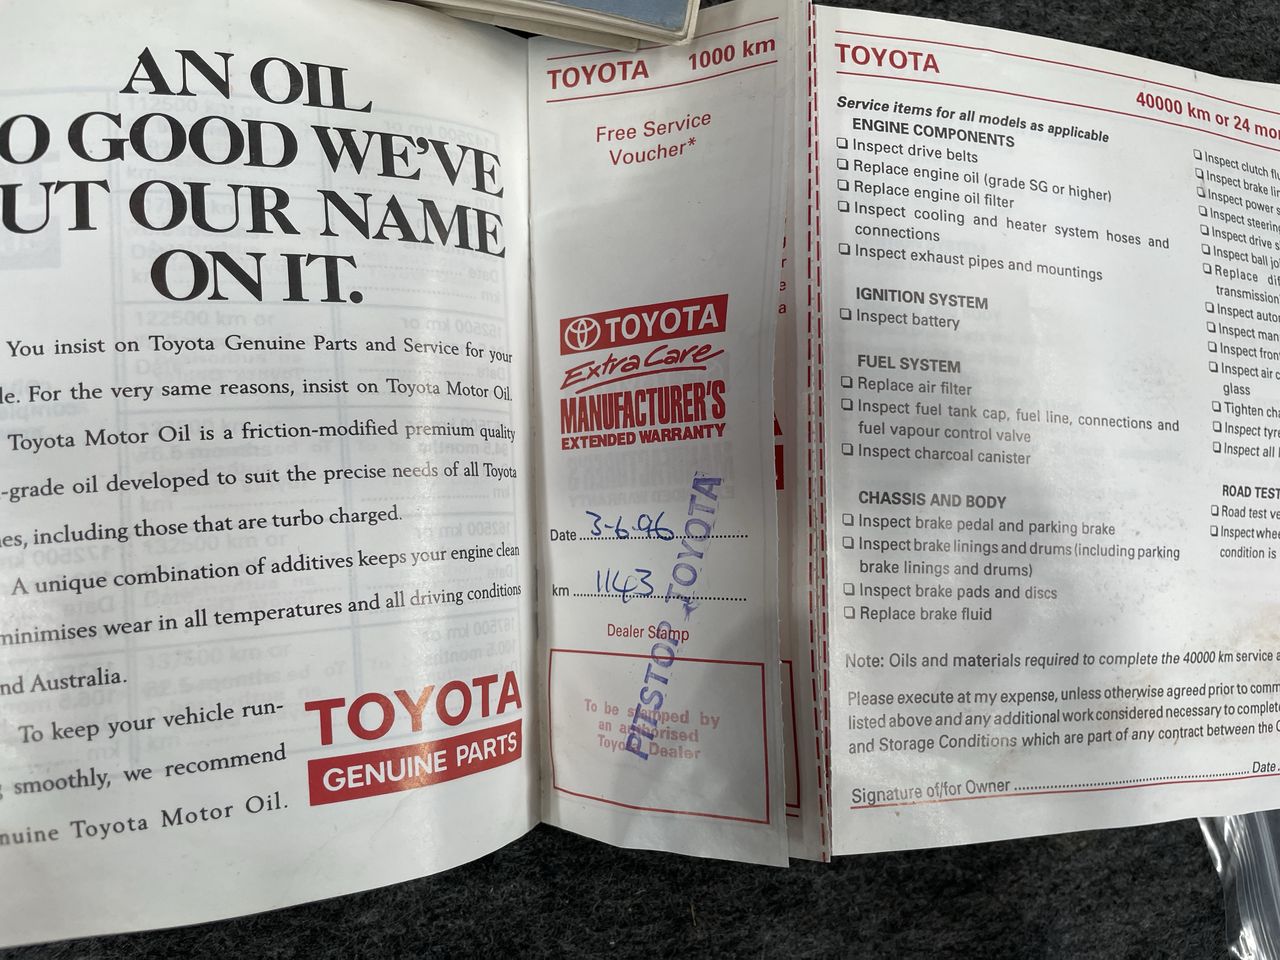 AN OIL
O GOOD WE'VE
UT OUR NAME
ON IT.
You insist on Toyota Genuine Parts and Service for your
le. For the very same reasons, insist on Toyota Motor Oil.
Toyota Motor Oil is a friction-modified premium quality
-grade oil developed to suit the precise needs of all Toyota
es, including those that are turbo charged.
A unique combination of additives keeps your engine clean
minimises wear in all temperatures and all driving conditions
nd Australia.
To keep your vehicle run-
g smoothly, we recommend
nuine Toyota Motor Oil.
TOYOTA
GENUINE PARTS
TOYOTA 1000 km
Free Service
Voucher*
TOYOTA
Extra Care
MANUFACTURER'S
EXTENDED WARRANTY
Date 3-6-96
km 1143
Dealer Stamp
To be stamped by
an authorised
Toyota Dealer
PITSTOP TOYOTA
TOYOTA
40000 km or 24 mo
Service items for all models as applicable
ENGINE COMPONENTS
❏ Inspect drive belts
❏ Replace engine oil (grade SG or higher)
❏ Replace engine oil filter
❏ Inspect cooling and heater system hoses and
connections
❏ Inspect exhaust pipes and mountings
IGNITION SYSTEM
❏ Inspect battery
FUEL SYSTEM
❏ Replace air filter
❏ Inspect fuel tank cap, fuel line, connections and
fuel vapour control valve
❏ Inspect charcoal canister
CHASSIS AND BODY
❏ Inspect brake pedal and parking brake
❏ Inspect brake linings and drums (including parking
brake linings and drums)
❏ Inspect brake pads and discs
❏ Replace brake fluid
❏ Inspect clutch flu
❏ Inspect brake lin
❏ Inspect power s
❏ Inspect steering
❏ Inspect drive s
❏ Inspect ball jo
❏ Replace dif
transmission
❏ Inspect auto
❏ Inspect man
❏ Inspect fron
❏ Inspect air c
glass
❏ Tighten cha
❏ Inspect tyre
❏ Inspect all
ROAD TEST
❏ Road test ve
❏ Inspect whee
condition is
Note: Oils and materials required to complete the 40000 km service a
Please execute at my expense, unless otherwise agreed prior to comm
listed above and any additional work considered necessary to complete
and Storage Conditions which are part of any contract between the
Signature of/for Owner Date